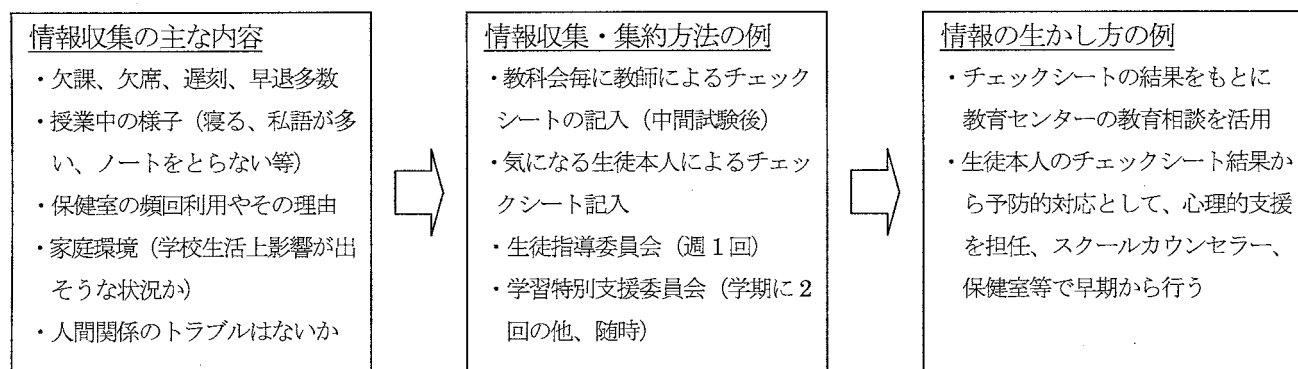 情報収集の主な内容
・欠課、欠席、遅刻、早退多数
・授業中の様子（寝る、私語が多
い、ノートをとらない等）
・保健室の頻回利用やその理由
・家庭環境（学校生活上影響が出
そうな状況か）
・人間関係のトラブルはないか
情報収集・集約方法の例
・教科会毎に教師によるチェック
シートの記入（中間試験後）
・気になる生徒本人によるチェッ
クシート記入
・生徒指導委員会（週１回）
・学習特別支援委員会（学期に２
回の他、随時）
情報の生かし方の例
・チェックシートの結果をもとに
教育センターの教育相談を活用
・生徒本人のチェックシート結果か
ら予防的対応として、心理的支援
を担任、スクールカウンセラー、
保健室等で早期から行う